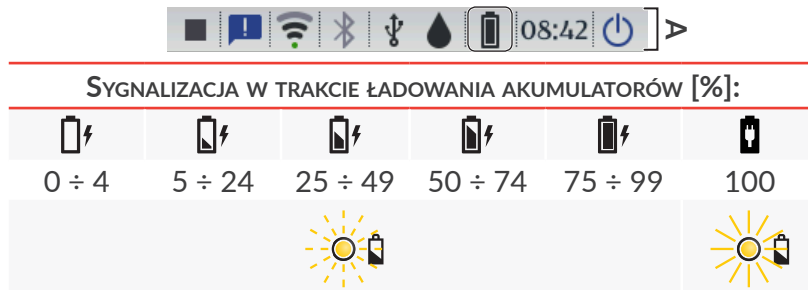 08:42 A
SYGNALIZACJA W TRAKCIE ŁADOWANIA AKUMULATORÓW [%]:
0 ÷ 4 5 ÷ 24 25 ÷ 49 50 ÷ 74 75 ÷ 99 100